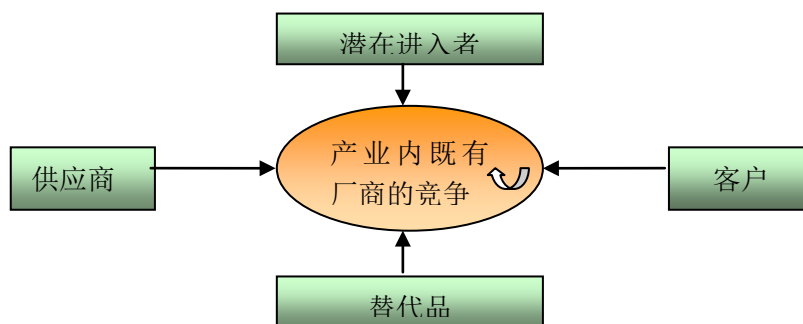 潜在进入者
供应商
产业内既有
厂商的竞争
客户
替代品